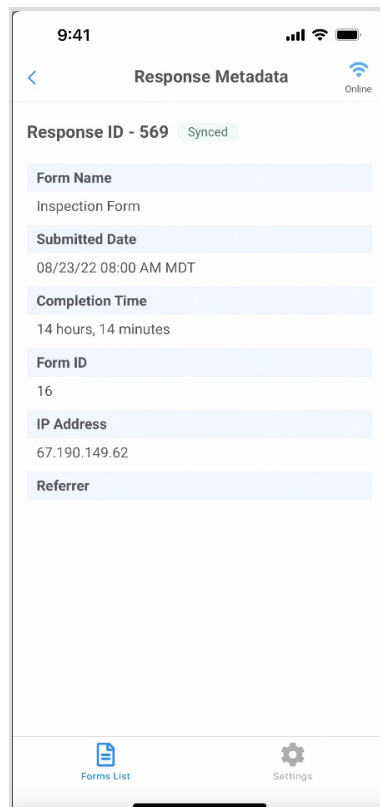 9:41
Response Metadata
Online
Response ID - 569 Synced
Form Name
Inspection Form
Submitted Date
08/23/22 08:00 AM MDT
Completion Time
14 hours, 14 minutes
Form ID
16
IP Address
67.190.149.62
Referrer
Forms List Settings